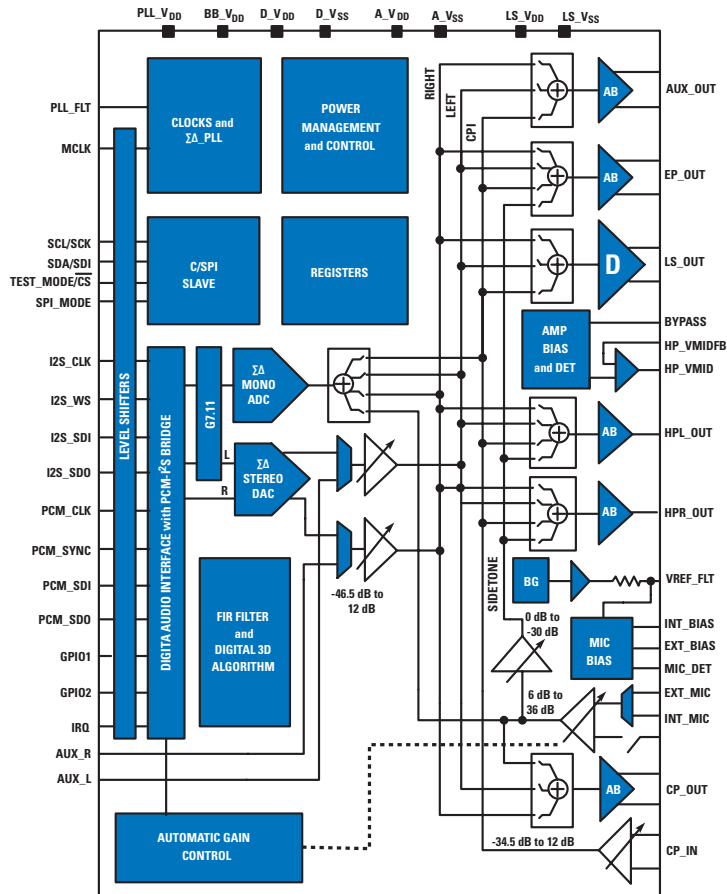 PLL_VDD BB_VDD D_VDD D_VSS A_VDD A_VSS LS_VDD LS_VSS
PLL_FLT
MCLK
SCL/SCK
SDA/SDI
TEST_MODE/CS
SPI_MODE
I2S_CLK
I2S_WS
I2S_SDI
I2S_SDO
PCM_CLK
PCM_SYNC
PCM_SDI
PCM_SDO
GPIO1
GPIO2
IRQ
AUX_R
AUX_L
LEVEL SHIFTERS
CLOCKS and
ΣΔ_PLL
POWER
MANAGEMENT
and CONTROL
C/SPI
SLAVE
REGISTERS
DIGITA AUDIO INTERFACE with PCM-I²S BRIDGE
G7.11
ΣΔ
MONO
ADC
L
R
ΣΔ
STEREO
DAC
FIR FILTER
and
DIGITAL 3D
ALGORITHM
-46.5 dB to
12 dB
AUTOMATIC GAIN
CONTROL
RIGHT
LEFT
CPI
SIDETONE
0 dB to
-30 dB
6 dB to
36 dB
-34.5 dB to 12 dB
AB
AUX_OUT
AB
EP_OUT
D
LS_OUT
AMP
BIAS
and DET
BYPASS
HP_VMIDFB
HP_VMID
AB
HPL_OUT
AB
HPR_OUT
BG
VREF_FLT
MIC
BIAS
INT_BIAS
EXT_BIAS
MIC_DET
EXT_MIC
INT_MIC
AB
CP_OUT
CP_IN